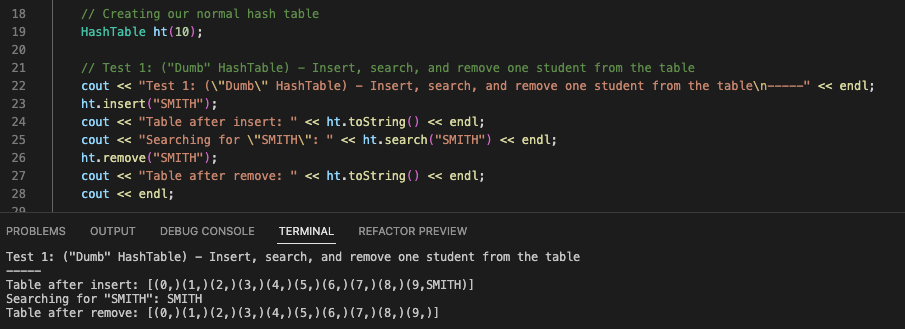 18 // Creating our normal hash table
19 HashTable ht(10);
20
21 // Test 1: ("Dumb" HashTable) - Insert, search, and remove one student from the table
22 cout << "Test 1: (\"Dumb\" HashTable) - Insert, search, and remove one student from the table\n-----" << endl;
23 ht.insert("SMITH");
24 cout << "Table after insert: " << ht.toString() << endl;
25 cout << "Searching for \"SMITH\": " << ht.search("SMITH") << endl;
26 ht.remove("SMITH");
27 cout << "Table after remove: " << ht.toString() << endl;
28 cout << endl;
29
PROBLEMS OUTPUT DEBUG CONSOLE TERMINAL REFACTOR PREVIEW
Test 1: ("Dumb" HashTable) - Insert, search, and remove one student from the table
-----
Table after insert: [(0,)(1,)(2,)(3,)(4,)(5,)(6,)(7,)(8,)(9,SMITH)]
Searching for "SMITH": SMITH
Table after remove: [(0,)(1,)(2,)(3,)(4,)(5,)(6,)(7,)(8,)(9,)]